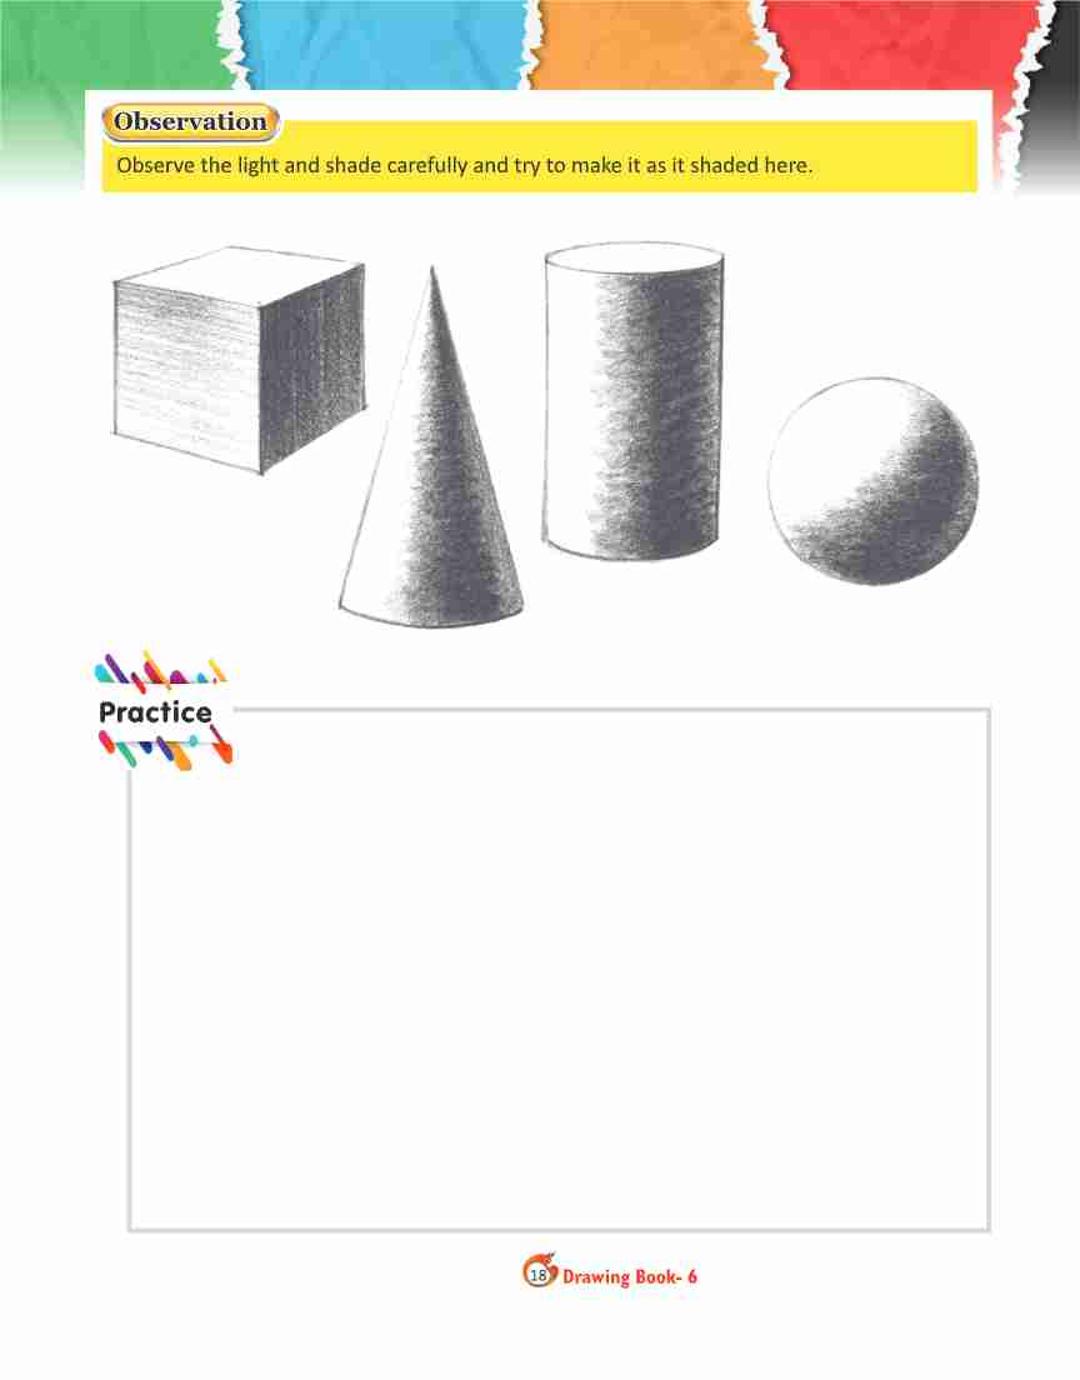 Observation
Observe the light and shade carefully and try to make it as it shaded here.
Practice
18 Drawing Book- 6